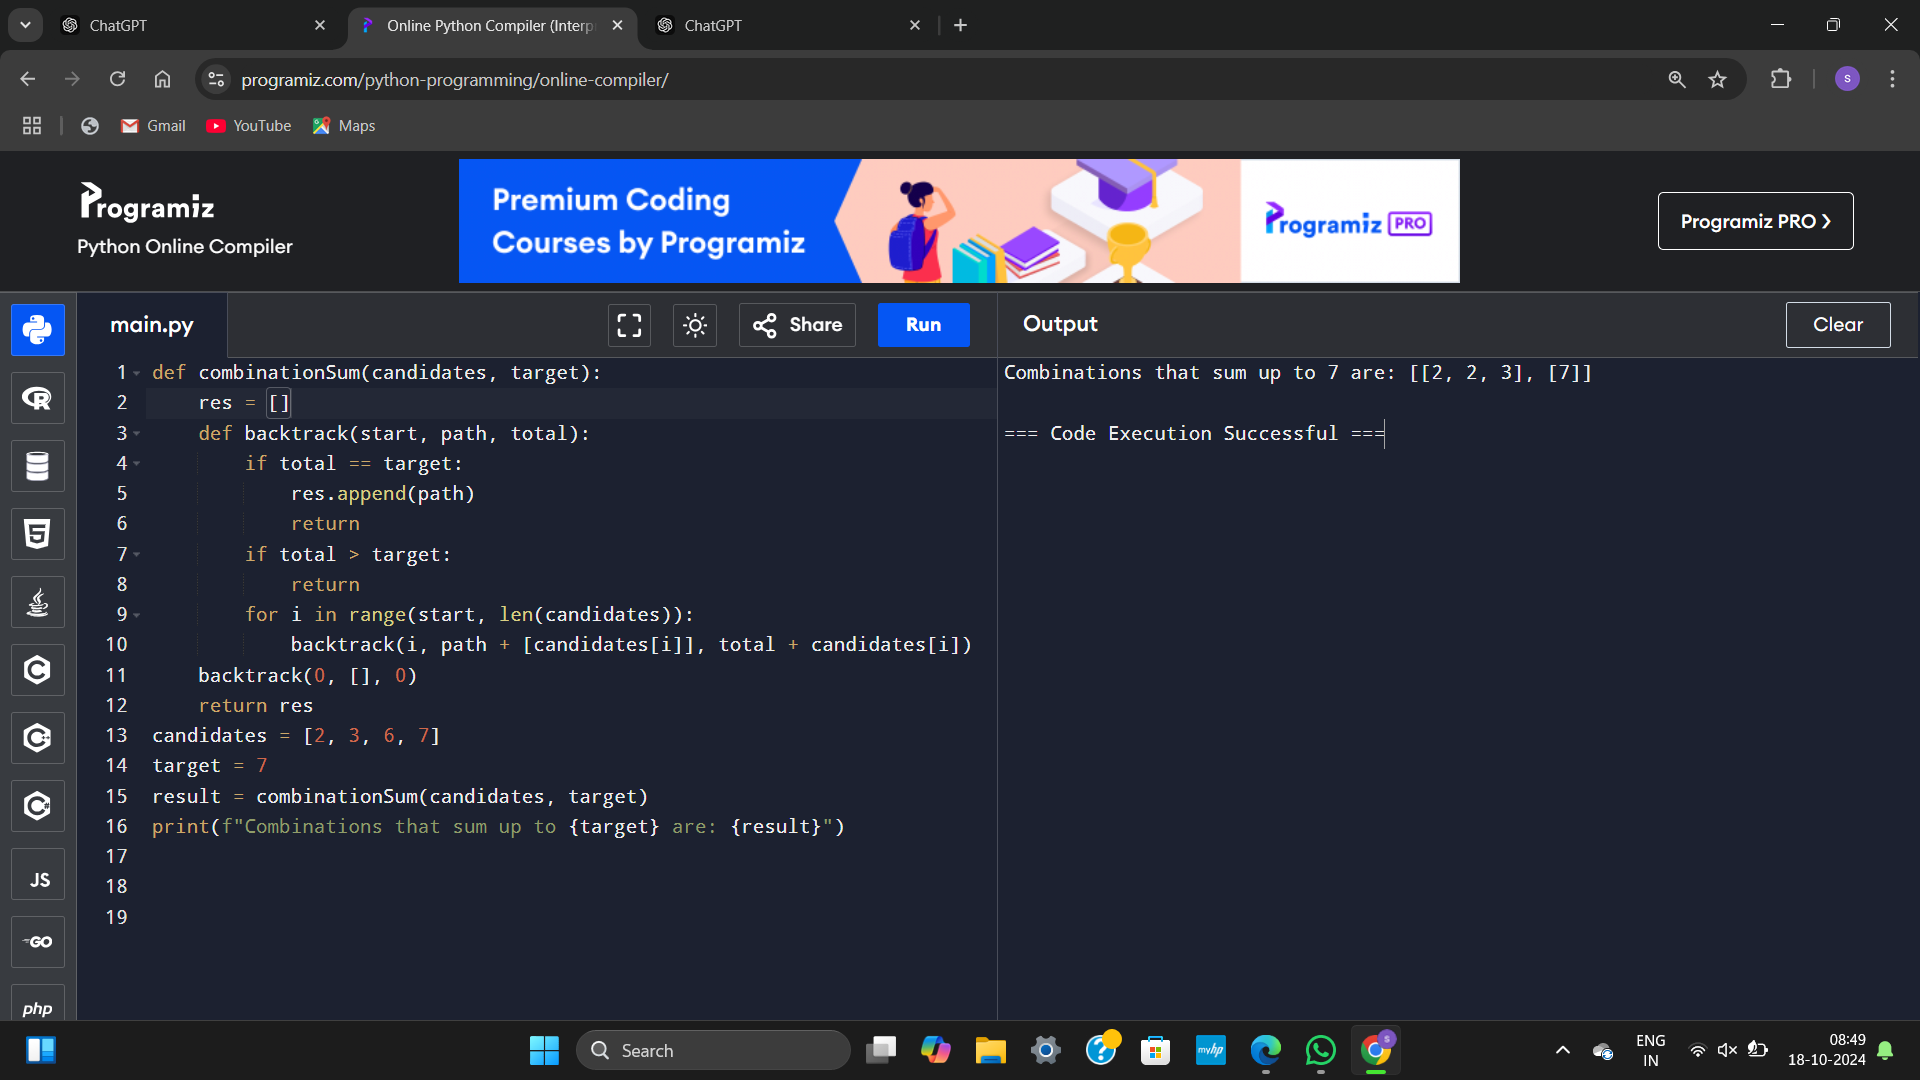 ChatGPT
Online Python Compiler (Interp
ChatGPT
programiz.com/python-programming/online-compiler/
S
Gmail
YouTube
Maps
Programiz
Python Online Compiler
Premium Coding
Courses by Programiz
Programiz PRO
Programiz PRO ❯
main.py
Share
Run
Output
Clear
1 def combinationSum(candidates, target):
2     res = []
3     def backtrack(start, path, total):
4         if total == target:
5             res.append(path)
6             return
7         if total > target:
8             return
9         for i in range(start, len(candidates)):
10             backtrack(i, path + [candidates[i]], total + candidates[i])
11     backtrack(0, [], 0)
12     return res
13 candidates = [2, 3, 6, 7]
14 target = 7
15 result = combinationSum(candidates, target)
16 print(f"Combinations that sum up to {target} are: {result}")
17
18
19
Combinations that sum up to 7 are: [[2, 2, 3], [7]]
=== Code Execution Successful ===
R
5
C
C++
C#
JS
GO
php
Search
myhp
S
ENG
IN
08:49
18-10-2024